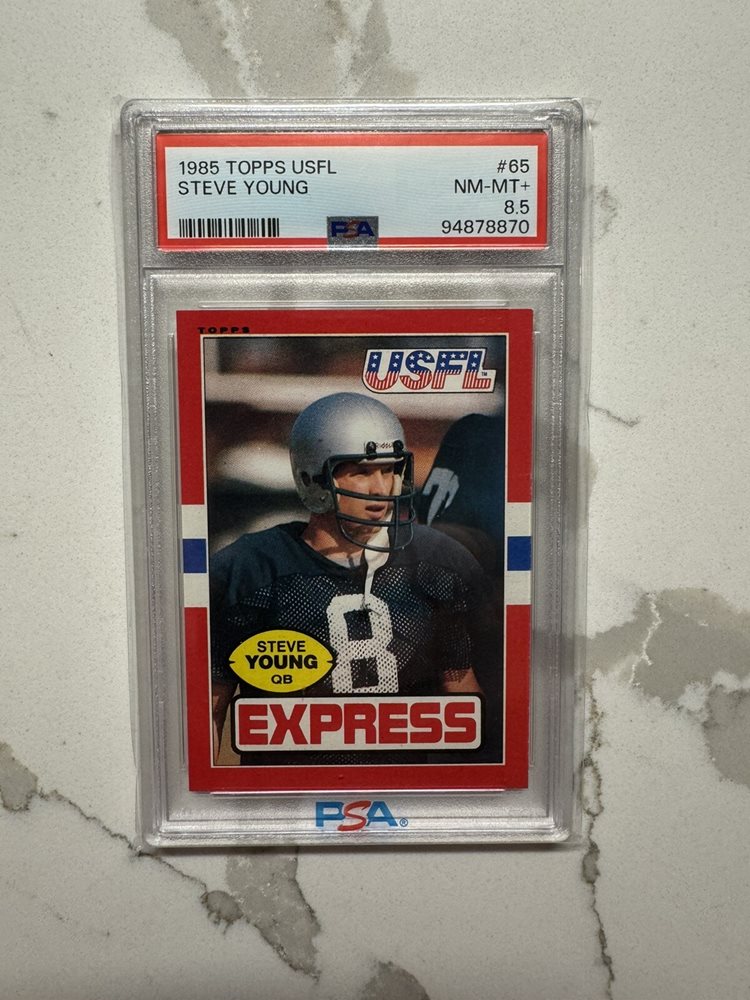 1985 TOPPS USFL #65
STEVE YOUNG NM-MT+
8.5
PSA 94878870
TOPPS
USFL™
8
STEVE
YOUNG
QB
EXPRESS
PSA®